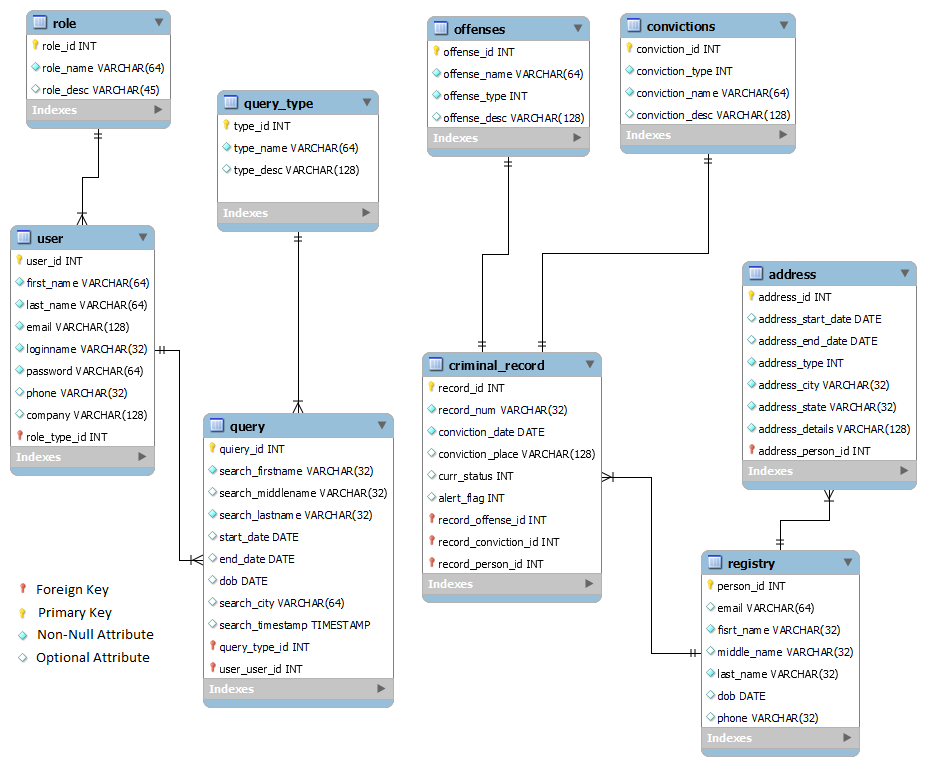 role
role_id INT
role_name VARCHAR(64)
role_desc VARCHAR(45)
Indexes
query_type
type_id INT
type_name VARCHAR(64)
type_desc VARCHAR(128)
Indexes
offenses
offense_id INT
offense_name VARCHAR(64)
offense_type INT
offense_desc VARCHAR(128)
Indexes
convictions
conviction_id INT
conviction_type INT
conviction_name VARCHAR(64)
conviction_desc VARCHAR(128)
Indexes
user
user_id INT
first_name VARCHAR(64)
last_name VARCHAR(64)
email VARCHAR(128)
loginname VARCHAR(32)
password VARCHAR(64)
phone VARCHAR(32)
company VARCHAR(128)
role_type_id INT
Indexes
query
quiery_id INT
search_firstname VARCHAR(32)
search_middlename VARCHAR(32)
search_lastname VARCHAR(32)
start_date DATE
end_date DATE
dob DATE
search_city VARCHAR(64)
search_timestamp TIMESTAMP
query_type_id INT
user_user_id INT
Indexes
criminal_record
record_id INT
record_num VARCHAR(32)
conviction_date DATE
conviction_place VARCHAR(128)
curr_status INT
alert_flag INT
record_offense_id INT
record_conviction_id INT
record_person_id INT
Indexes
address
address_id INT
address_start_date DATE
address_end_date DATE
address_type INT
address_city VARCHAR(32)
address_state VARCHAR(32)
address_details VARCHAR(128)
address_person_id INT
Indexes
registry
person_id INT
email VARCHAR(64)
fisrt_name VARCHAR(32)
middle_name VARCHAR(32)
last_name VARCHAR(32)
dob DATE
phone VARCHAR(32)
Indexes
Foreign Key
Primary Key
Non-Null Attribute
Optional Attribute